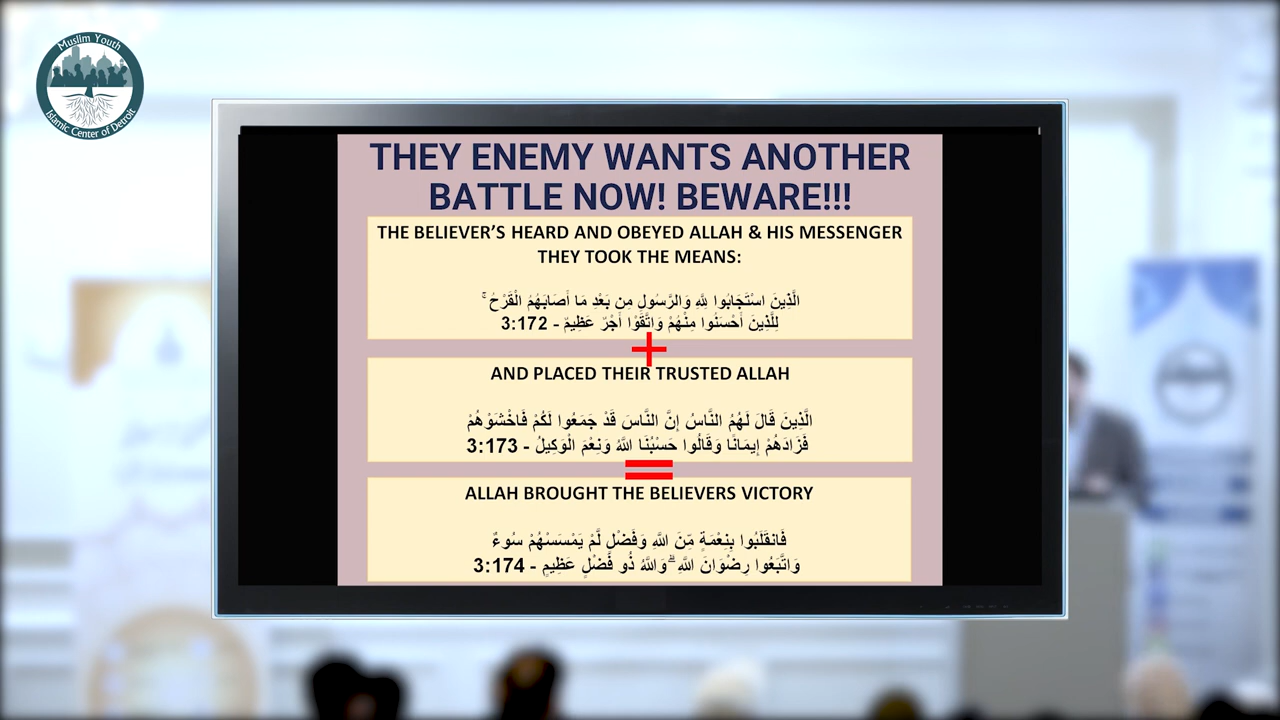 Muslim Youth
Islamic Center of Detroit
THEY ENEMY WANTS ANOTHER
BATTLE NOW! BEWARE!!!
THE BELIEVER’S HEARD AND OBEYED ALLAH & HIS MESSENGER
THEY TOOK THE MEANS:
الَّذِينَ اسْتَجَابُوا لِلَّهِ وَالرَّسُولِ مِن بَعْدِ مَا أَصَابَهُمُ الْقَرْحُ ۚ
لِلَّذِينَ أَحْسَنُوا مِنْهُمْ وَاتَّقَوْا أَجْرٌ عَظِيمٌ - 3:172
+
AND PLACED THEIR TRUSTED ALLAH
الَّذِينَ قَالَ لَهُمُ النَّاسُ إِنَّ النَّاسَ قَدْ جَمَعُوا لَكُمْ فَاخْشَوْهُمْ
فَزَادَهُمْ إِيمَانًا وَقَالُوا حَسْبُنَا اللَّهُ وَنِعْمَ الْوَكِيلُ - 3:173
=
ALLAH BROUGHT THE BELIEVERS VICTORY
فَانقَلَبُوا بِنِعْمَةٍ مِّنَ اللَّهِ وَفَضْلٍ لَّمْ يَمْسَسْهُمْ سُوءٌ
وَاتَّبَعُوا رِضْوَانَ اللَّهِ ۗ وَاللَّهُ ذُو فَضْلٍ عَظِيمٍ - 3:174